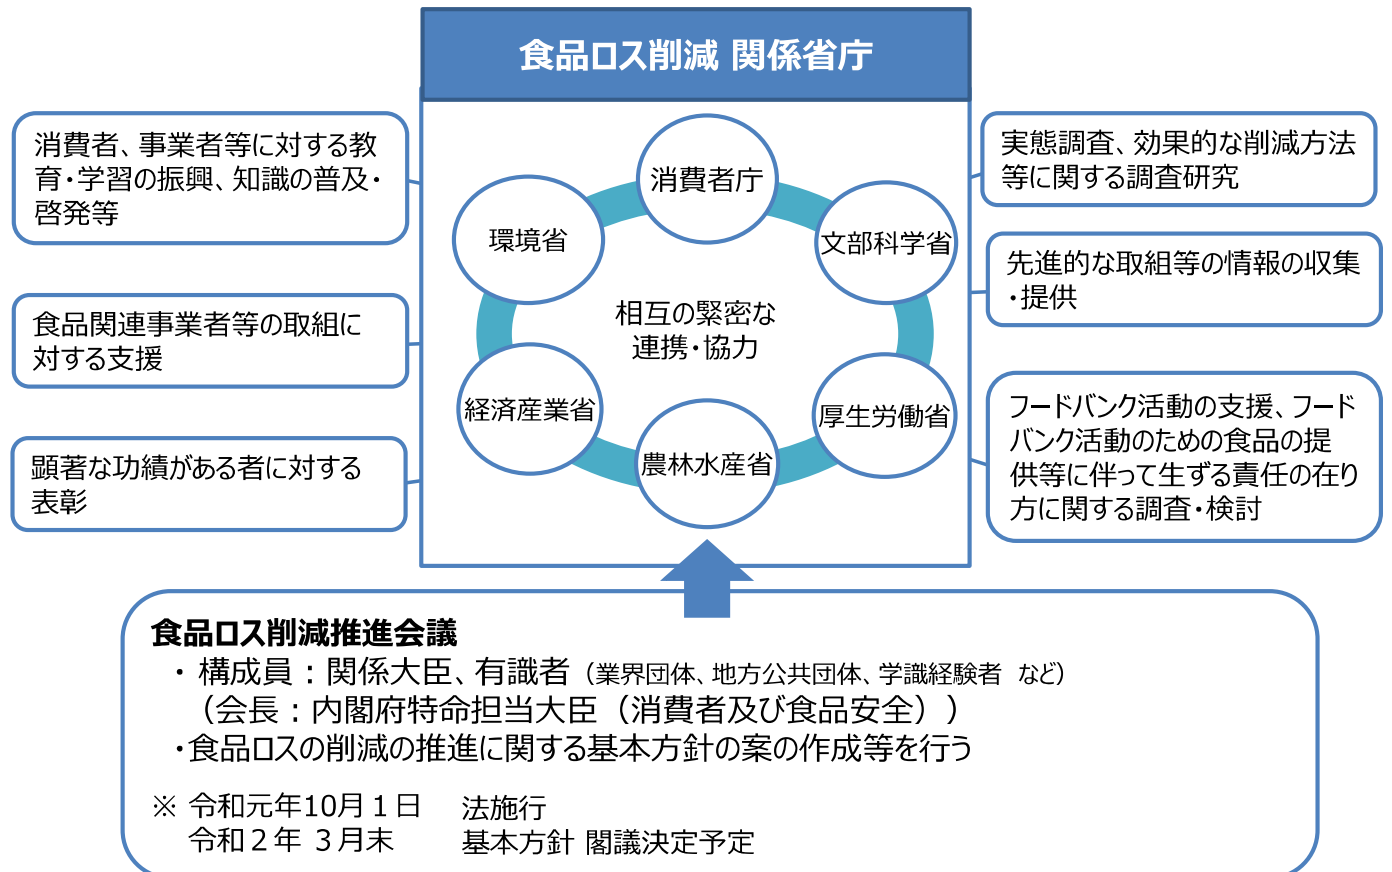 食品ロス削減 関係省庁
消費者、事業者等に対する教
育・学習の振興、知識の普及・
啓発等
食品関連事業者等の取組に
対する支援
顕著な功績がある者に対する
表彰
消費者庁
環境省
文部科学省
相互の緊密な
連携・協力
経済産業省
厚生労働省
農林水産省
実態調査、効果的な削減方法
等に関する調査研究
先進的な取組等の情報の収集
・提供
フードバンク活動の支援、フード
バンク活動のための食品の提
供等に伴って生ずる責任の在り
方に関する調査・検討
食品ロス削減推進会議
・ 構成員：関係大臣、有識者（業界団体、地方公共団体、学識経験者 など）
（会長：内閣府特命担当大臣（消費者及び食品安全））
・食品ロスの削減の推進に関する基本方針の案の作成等を行う
※ 令和元年10月１日 法施行
令和２年 ３月末 基本方針 閣議決定予定